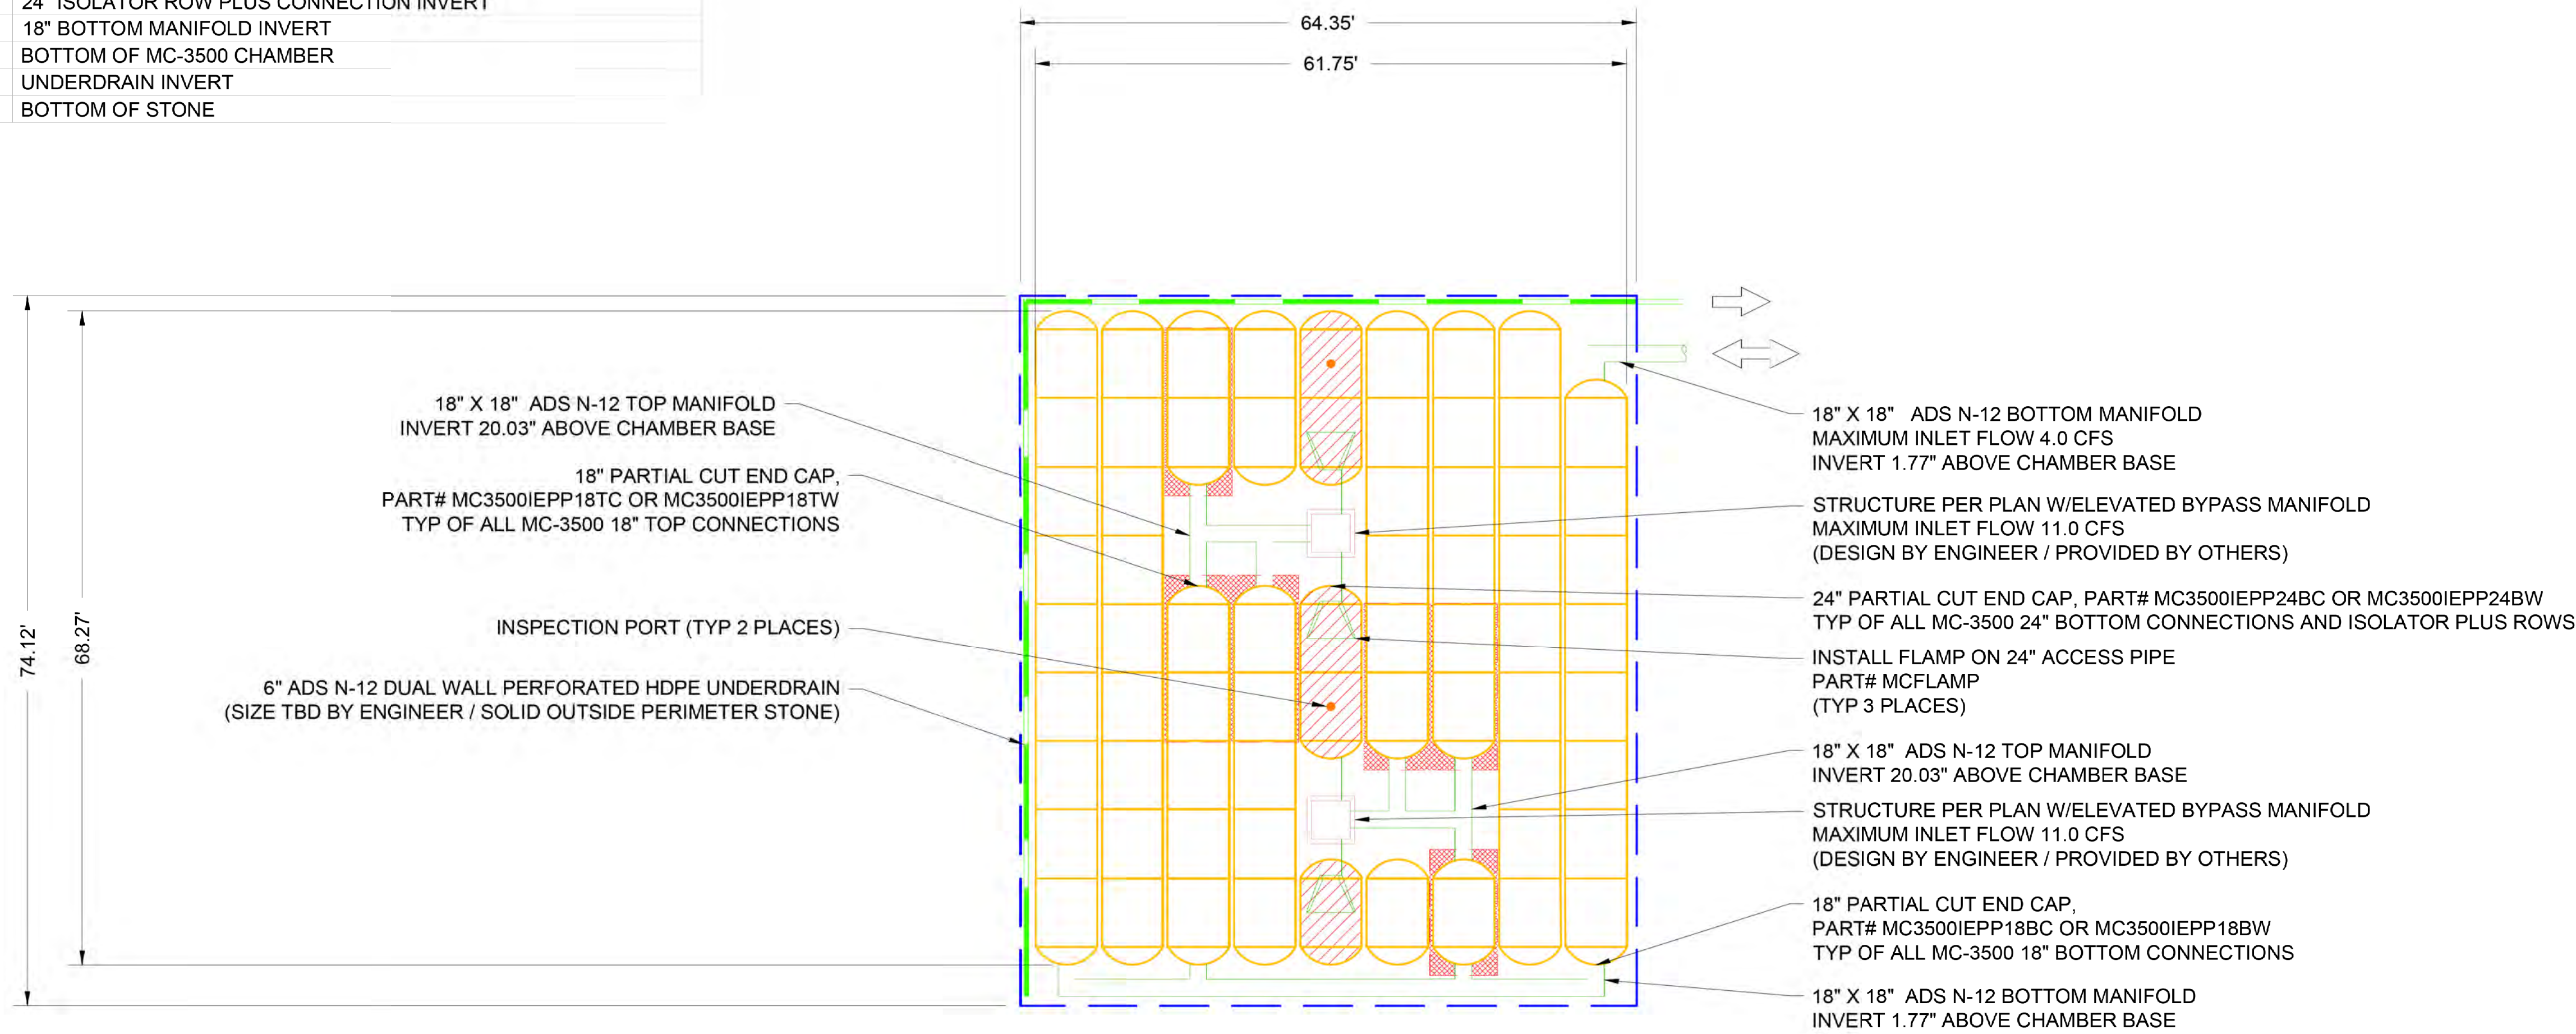 24" ISOLATOR ROW PLUS CONNECTION INVERT
18" BOTTOM MANIFOLD INVERT
BOTTOM OF MC-3500 CHAMBER
UNDERDRAIN INVERT
BOTTOM OF STONE
64.35'
61.75'
74.12'
68.27'
18" X 18" ADS N-12 TOP MANIFOLD
INVERT 20.03" ABOVE CHAMBER BASE
18" PARTIAL CUT END CAP,
PART# MC3500IEPP18TC OR MC3500IEPP18TW
TYP OF ALL MC-3500 18" TOP CONNECTIONS
INSPECTION PORT (TYP 2 PLACES)
6" ADS N-12 DUAL WALL PERFORATED HDPE UNDERDRAIN
(SIZE TBD BY ENGINEER / SOLID OUTSIDE PERIMETER STONE)
18" X 18" ADS N-12 BOTTOM MANIFOLD
MAXIMUM INLET FLOW 4.0 CFS
INVERT 1.77" ABOVE CHAMBER BASE
STRUCTURE PER PLAN W/ELEVATED BYPASS MANIFOLD
MAXIMUM INLET FLOW 11.0 CFS
(DESIGN BY ENGINEER / PROVIDED BY OTHERS)
24" PARTIAL CUT END CAP, PART# MC3500IEPP24BC OR MC3500IEPP24BW
TYP OF ALL MC-3500 24" BOTTOM CONNECTIONS AND ISOLATOR PLUS ROWS
INSTALL FLAMP ON 24" ACCESS PIPE
PART# MCFLAMP
(TYP 3 PLACES)
18" X 18" ADS N-12 TOP MANIFOLD
INVERT 20.03" ABOVE CHAMBER BASE
STRUCTURE PER PLAN W/ELEVATED BYPASS MANIFOLD
MAXIMUM INLET FLOW 11.0 CFS
(DESIGN BY ENGINEER / PROVIDED BY OTHERS)
18" PARTIAL CUT END CAP,
PART# MC3500IEPP18BC OR MC3500IEPP18BW
TYP OF ALL MC-3500 18" BOTTOM CONNECTIONS
18" X 18" ADS N-12 BOTTOM MANIFOLD
INVERT 1.77" ABOVE CHAMBER BASE